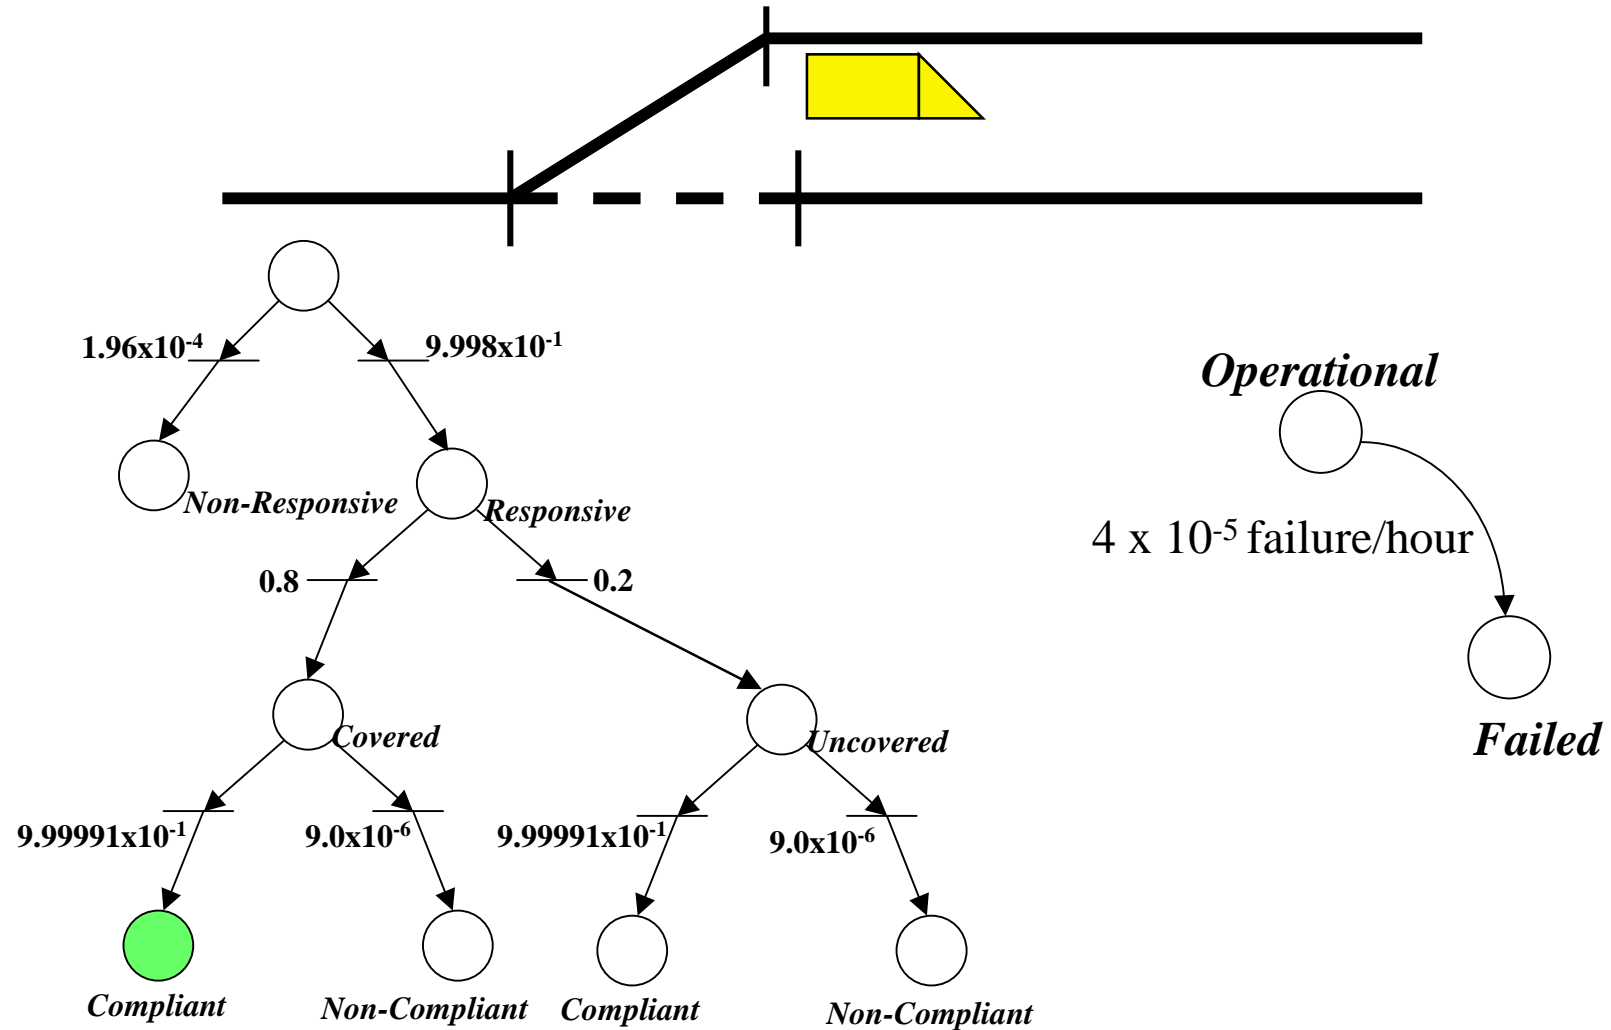 1.96x10⁻⁴
9.998x10⁻¹
Operational
Non-Responsive
Responsive
4 x 10⁻⁵ failure/hour
0.8
0.2
Covered
Uncovered
Failed
9.99991x10⁻¹
9.0x10⁻⁶
9.99991x10⁻¹
9.0x10⁻⁶
Compliant
Non-Compliant
Compliant
Non-Compliant